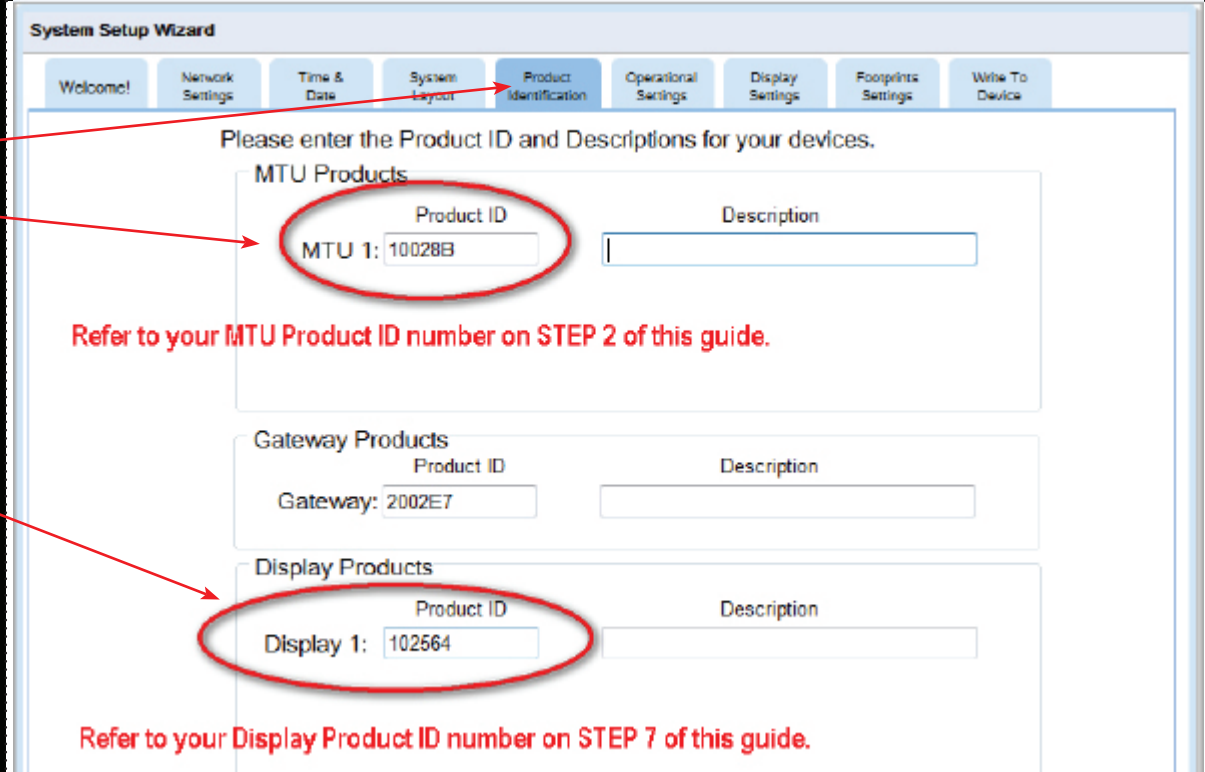 System Setup Wizard
Welcome!
Network Settings
Time & Date
System Layout
Product Identification
Operational Settings
Display Settings
Footprints Settings
Write To Device
Please enter the Product ID and Descriptions for your devices.
MTU Products
Product ID Description
MTU 1: 10028B
Refer to your MTU Product ID number on STEP 2 of this guide.
Gateway Products
Product ID Description
Gateway: 2002E7
Display Products
Product ID Description
Display 1: 102564
Refer to your Display Product ID number on STEP 7 of this guide.